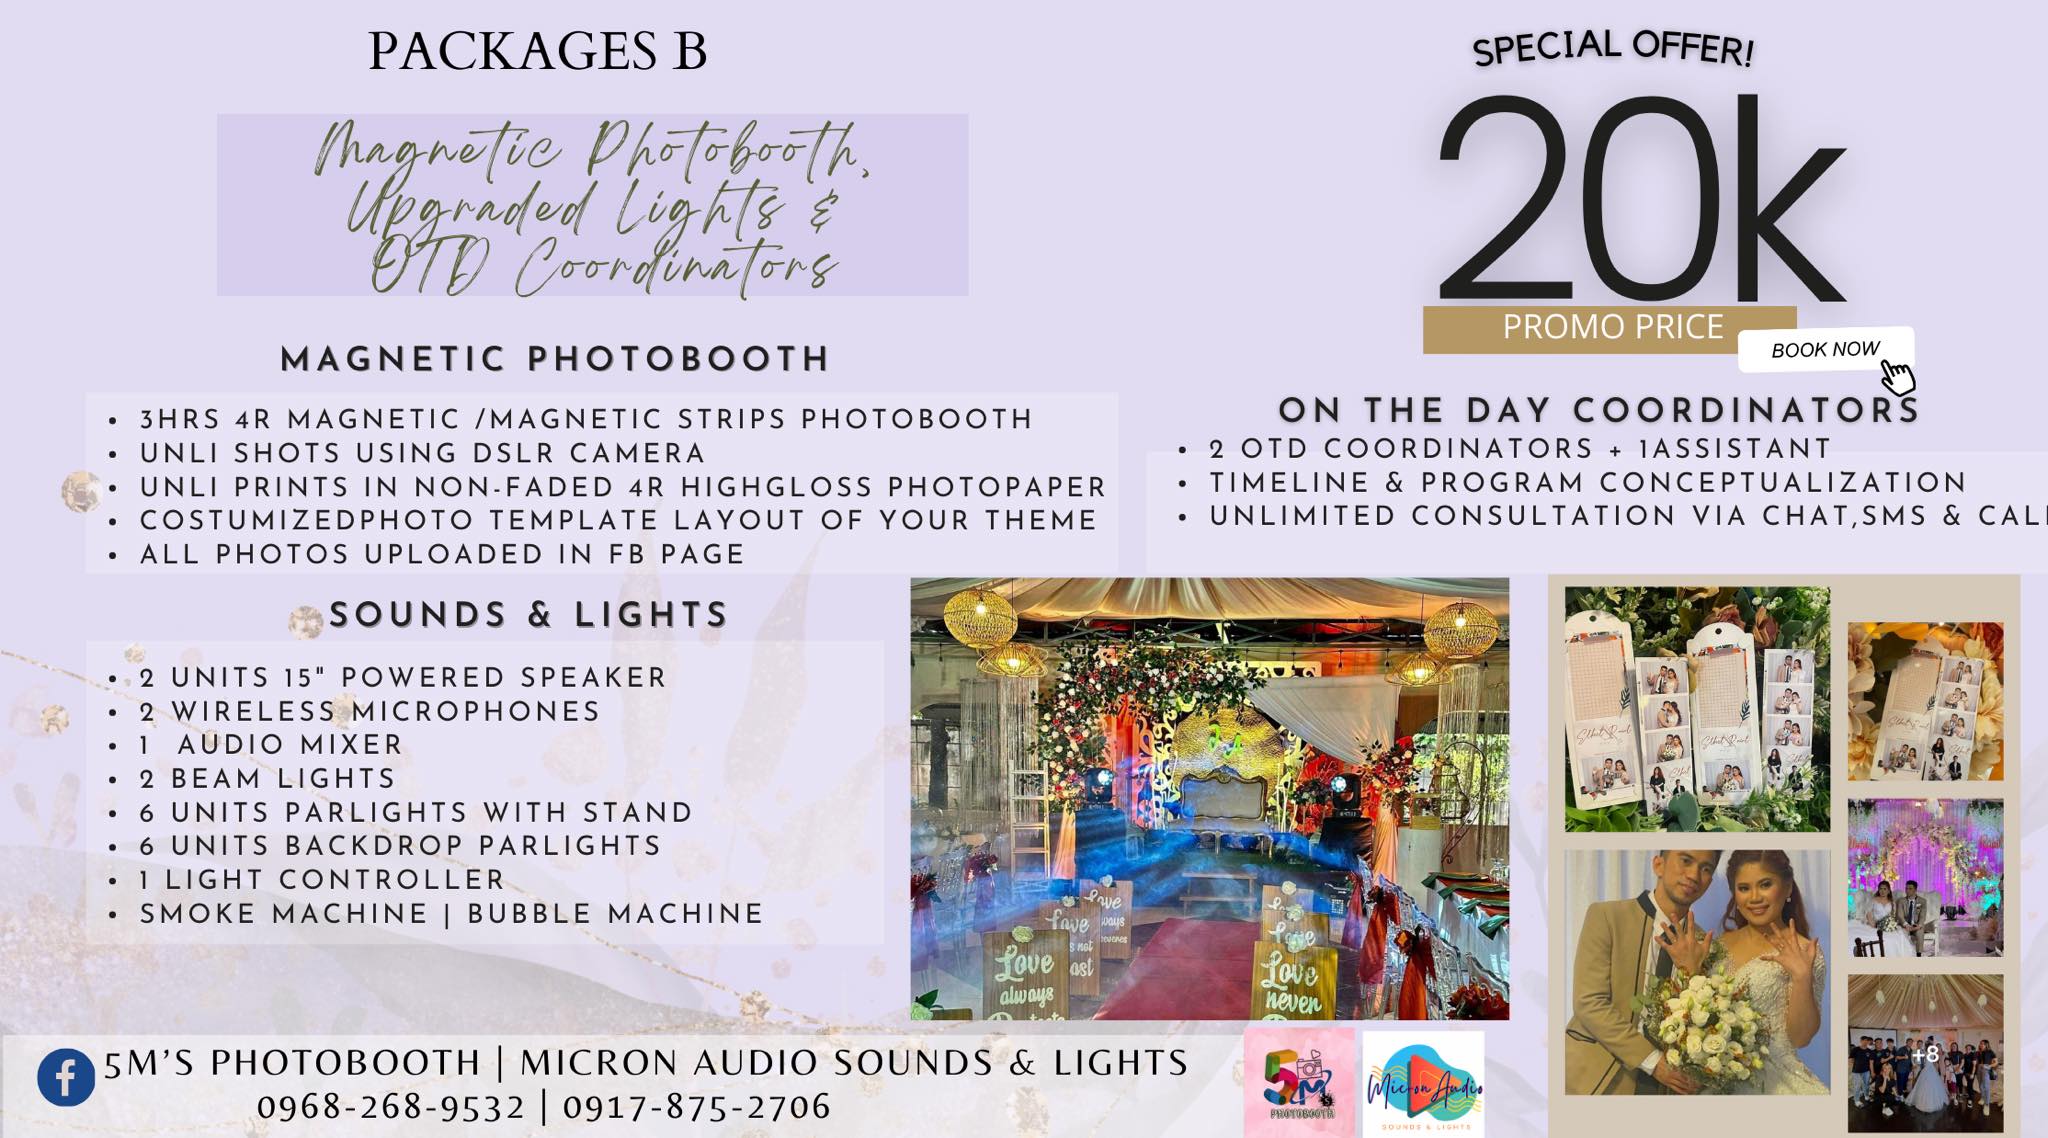 PACKAGES B
Magnetic Photobooth,
Upgraded Lights &
OTD Coordinators
SPECIAL OFFER!
20k
PROMO PRICE
BOOK NOW
MAGNETIC PHOTOBOOTH
• 3HRS 4R MAGNETIC /MAGNETIC STRIPS PHOTOBOOTH
• UNLI SHOTS USING DSLR CAMERA
• UNLI PRINTS IN NON-FADED 4R HIGHGLOSS PHOTOPAPER
• COSTUMIZEDPHOTO TEMPLATE LAYOUT OF YOUR THEME
• ALL PHOTOS UPLOADED IN FB PAGE
ON THE DAY COORDINATORS
• 2 OTD COORDINATORS + 1ASSISTANT
• TIMELINE & PROGRAM CONCEPTUALIZATION
• UNLIMITED CONSULTATION VIA CHAT,SMS & CAL
SOUNDS & LIGHTS
• 2 UNITS 15" POWERED SPEAKER
• 2 WIRELESS MICROPHONES
• 1 AUDIO MIXER
• 2 BEAM LIGHTS
• 6 UNITS PARLIGHTS WITH STAND
• 6 UNITS BACKDROP PARLIGHTS
• 1 LIGHT CONTROLLER
• SMOKE MACHINE | BUBBLE MACHINE
Love
always
Love
never
+8
5M'S PHOTOBOOTH | MICRON AUDIO SOUNDS & LIGHTS
0968-268-9532 | 0917-875-2706
5M's
PHOTOBOOTH
Micron Audio
SOUNDS & LIGHTS